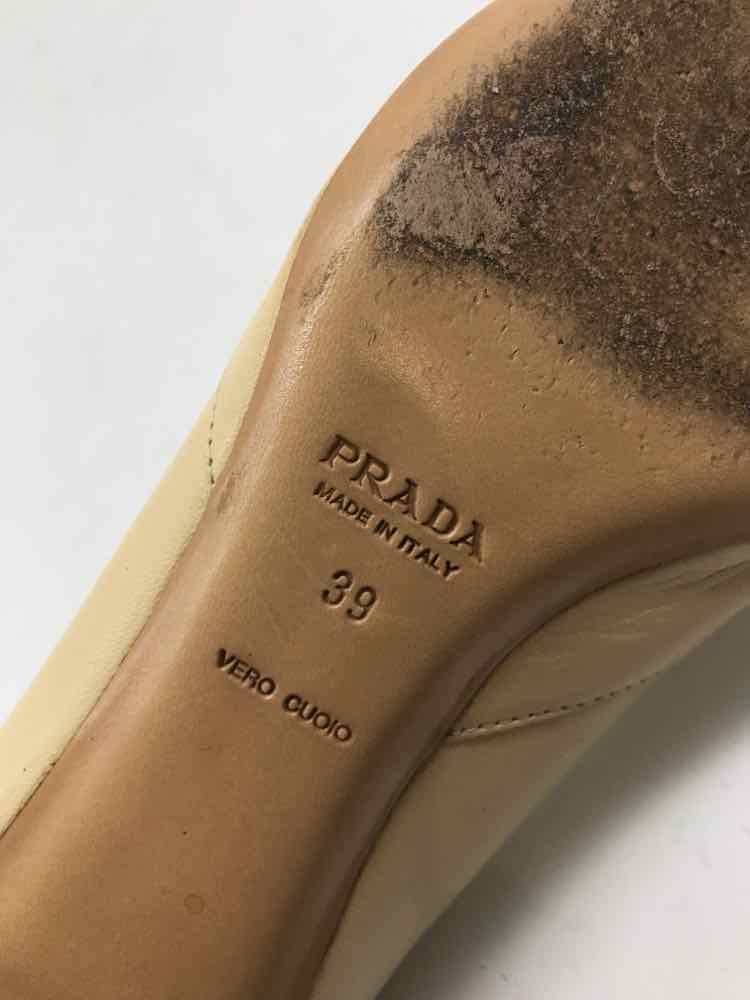 PRADA
MADE IN ITALY
39
VERO CUOIO